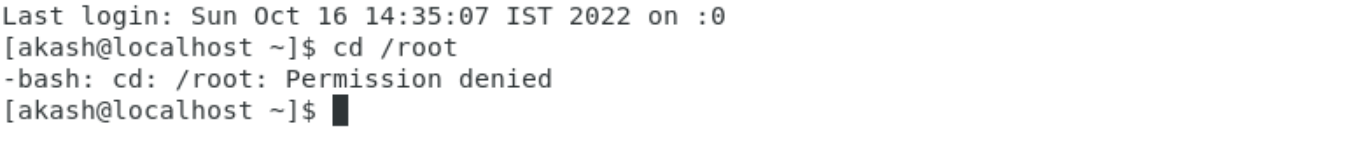 Last login: Sun Oct 16 14:35:07 IST 2022 on :0
[akash@localhost ~]$ cd /root
-bash: cd: /root: Permission denied
[akash@localhost ~]$